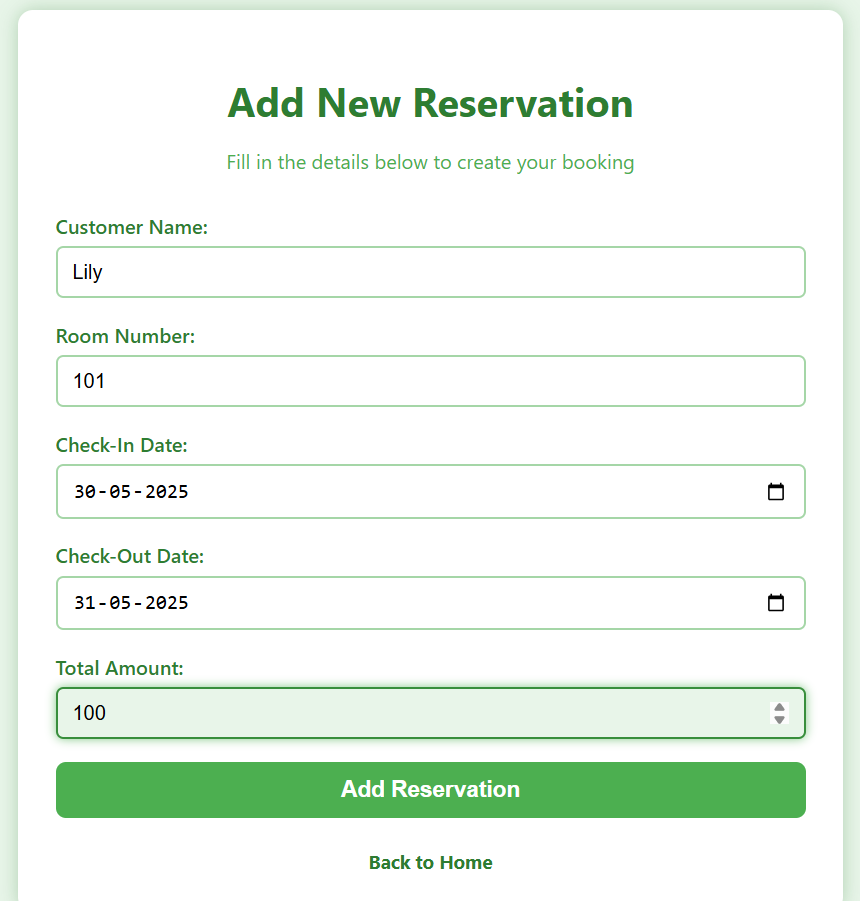 Add New Reservation
Fill in the details below to create your booking
Customer Name:
Lily
Room Number:
101
Check-In Date:
30-05-2025
Check-Out Date:
31-05-2025
Total Amount:
100
Add Reservation
Back to Home